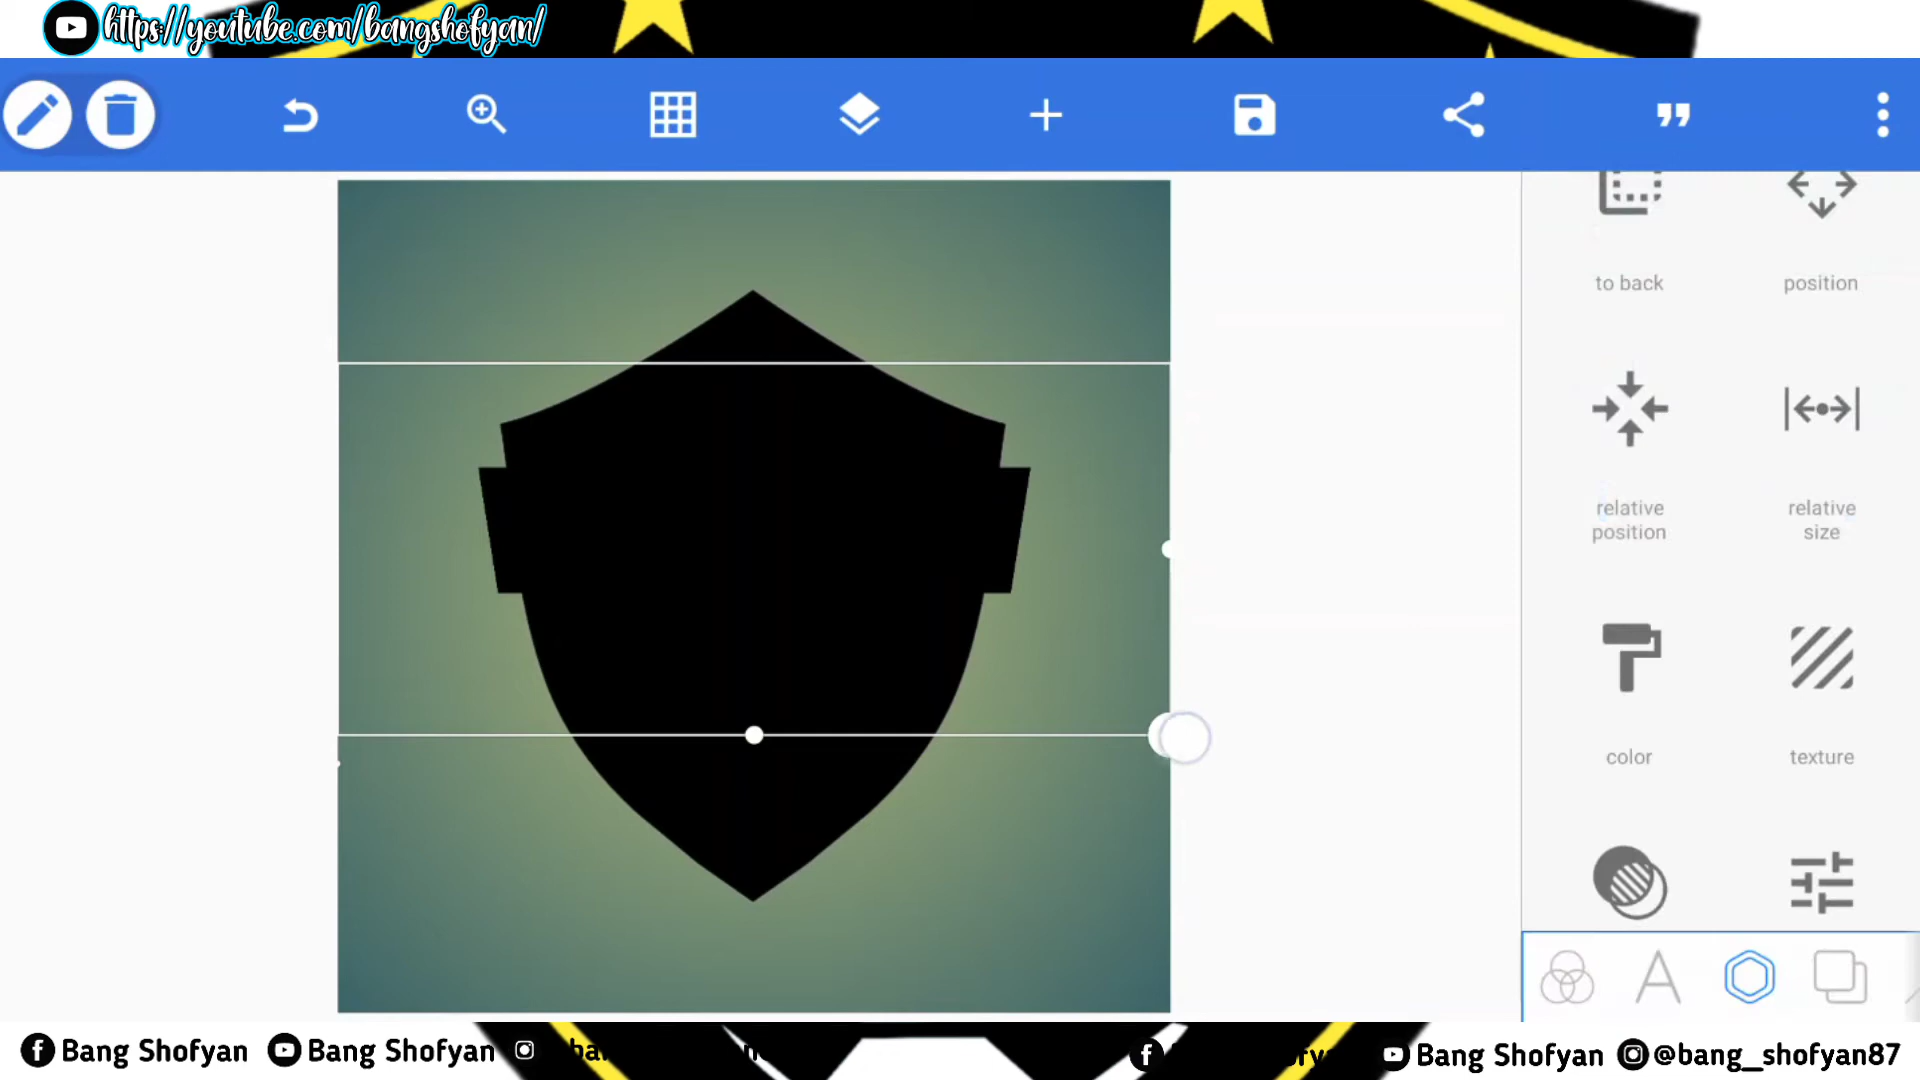 https://youtube.com/bangshofyan/
to back
position
relative
position
relative
size
color
texture
Bang Shofyan
Bang Shofyan
Bang Shofyan
@bang__shofyan87